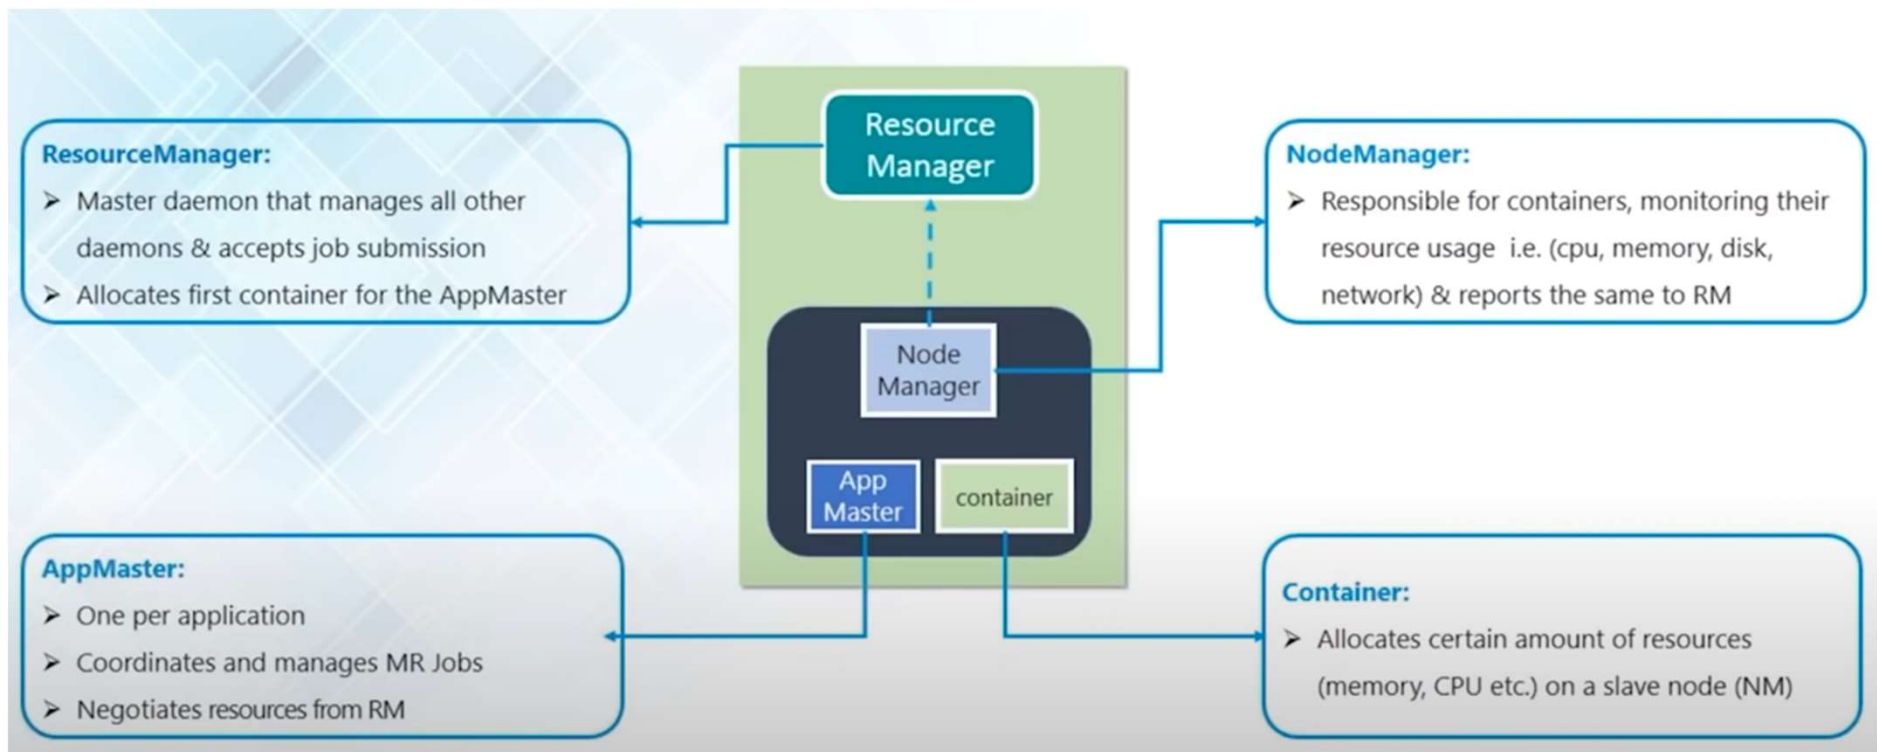 Resource
Manager
ResourceManager:
➤ Master daemon that manages all other
daemons & accepts job submission
➤ Allocates first container for the AppMaster
NodeManager:
➤ Responsible for containers, monitoring their
resource usage i.e. (cpu, memory, disk,
network) & reports the same to RM
Node
Manager
App
Master
container
AppMaster:
➤ One per application
➤ Coordinates and manages MR Jobs
➤ Negotiates resources from RM
Container:
➤ Allocates certain amount of resources
(memory, CPU etc.) on a slave node (NM)